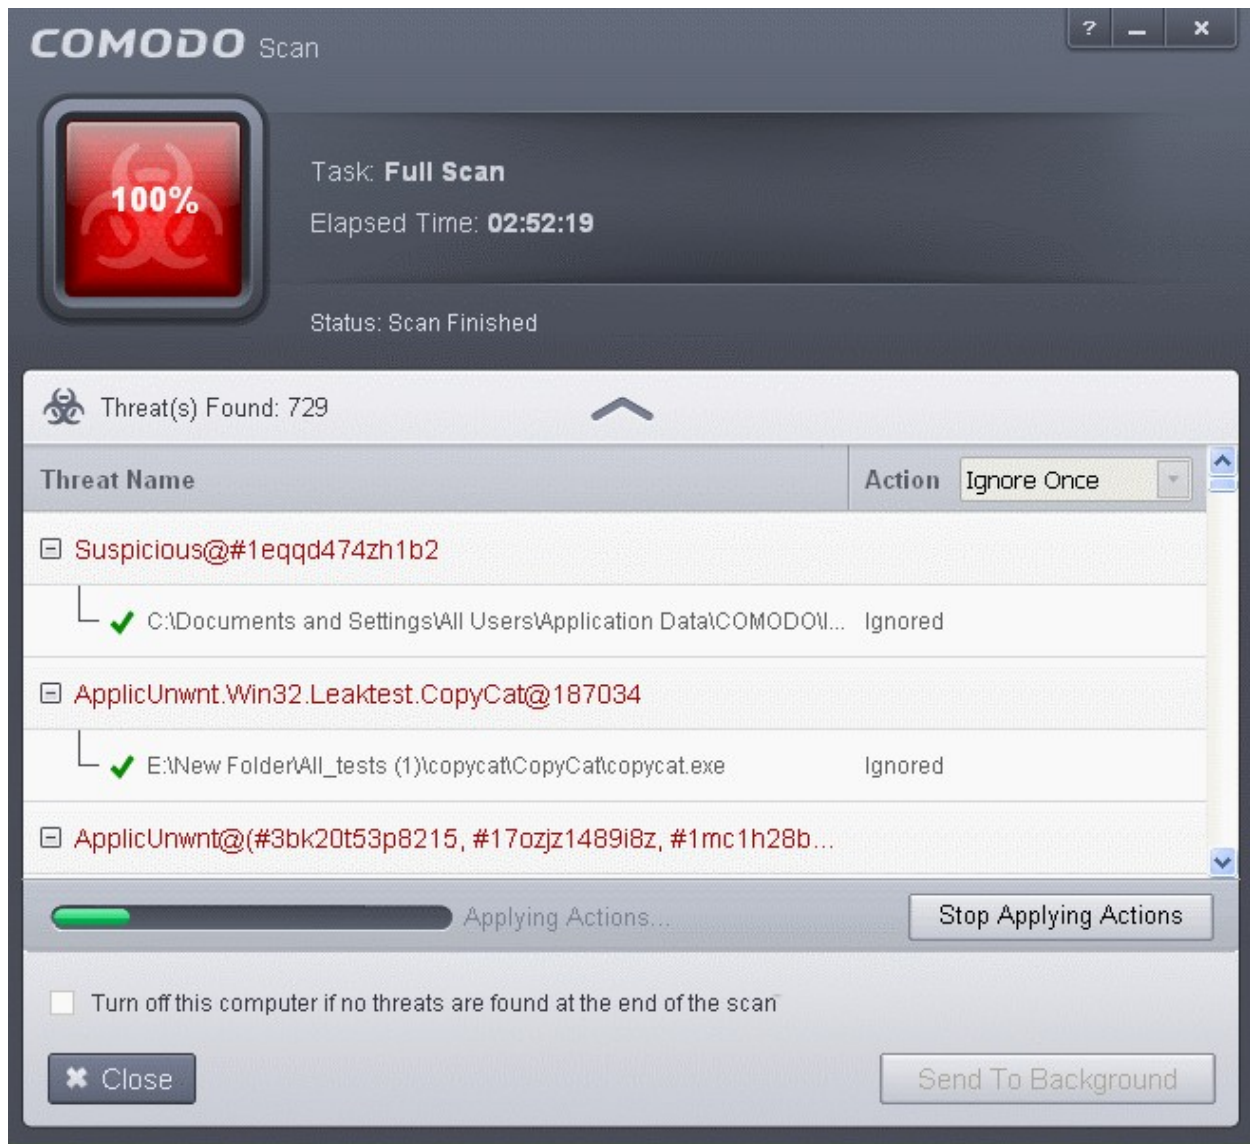 COMODO Scan
? – ×
100%
Task: Full Scan
Elapsed Time: 02:52:19
Status: Scan Finished
Threat(s) Found: 729
Threat Name Action Ignore Once
Suspicious@#1eqqd474zh1b2
C:\Documents and Settings\All Users\Application Data\COMODO\I... Ignored
ApplicUnwnt.Win32.Leaktest.CopyCat@187034
E:\New Folder\All_tests (1)\copycat\CopyCat\copycat.exe Ignored
ApplicUnwnt@(#3bk20t53p8215, #17ozjz1489i8z, #1mc1h28b...
Applying Actions... Stop Applying Actions
Turn off this computer if no threats are found at the end of the scan
Close Send To Background